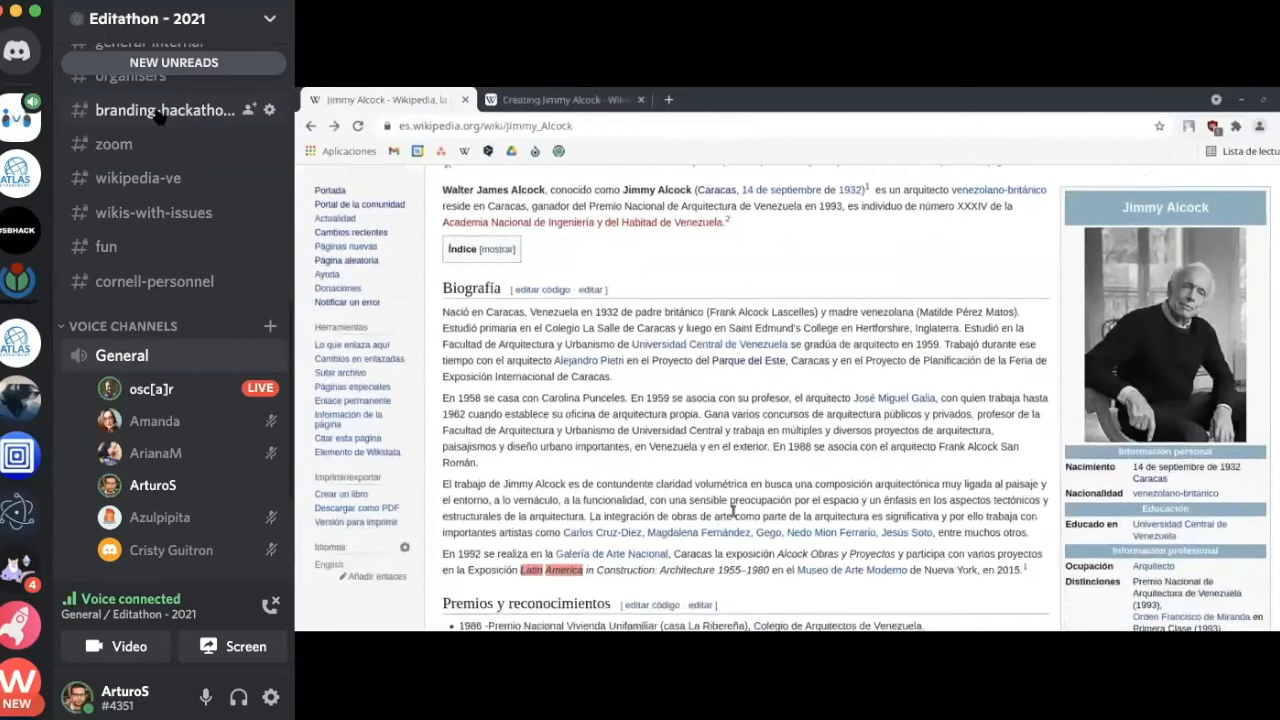 Editathon - 2021
general-internal
NEW UNREADS
organisers
branding-hackatho...
zoom
wikipedia-ve
wikis-with-issues
fun
cornell-personnel
VOICE CHANNELS
General
osc[a]r
LIVE
Amanda
ArianaM
ArturoS
Azulpipita
Cristy Guitron
Voice connected
General / Editathon - 2021
Video
Screen
ArturoS
#4351
ATLAS
USBHACK
ATLAS
4
W
NEW
Jimmy Alcock - Wikipedia, la
Creating Jimmy Alcock - Wiki
es.wikipedia.org/wiki/Jimmy_Alcock
Aplicaciones
Lista de lectu
Portada
Portal de la comunidad
Actualidad
Cambios recientes
Páginas nuevas
Página aleatoria
Ayuda
Donaciones
Notificar un error
Herramientas
Lo que enlaza aquí
Cambios en enlazadas
Subir archivo
Páginas especiales
Enlace permanente
Información de la
página
Citar esta página
Elemento de Wikidata
Imprimir/exportar
Crear un libro
Descargar como PDF
Versión para imprimir
Idiomas
English
Añadir enlaces
Walter James Alcock, conocido como Jimmy Alcock (Caracas, 14 de septiembre de 1932)1 es un arquitecto venezolano-británico
reside en Caracas, ganador del Premio Nacional de Arquitectura de Venezuela en 1993, es individuo de número XXXIV de la
Academia Nacional de Ingeniería y del Habitad de Venezuela.2
Índice [mostrar]
Biografía [ editar código · editar ]
Nació en Caracas, Venezuela en 1932 de padre británico (Frank Alcock Lascelles) y madre venezolana (Matilde Pérez Matos).
Estudió primaria en el Colegio La Salle de Caracas y luego en Saint Edmund's College en Hertforshire, Inglaterra. Estudió en la
Facultad de Arquitectura y Urbanismo de Universidad Central de Venezuela se gradúa de arquitecto en 1959. Trabajó durante ese
tiempo con el arquitecto Alejandro Pietri en el Proyecto del Parque del Este, Caracas y en el Proyecto de Planificación de la Feria de
Exposición Internacional de Caracas.
En 1958 se casa con Carolina Punceles. En 1959 se asocia con su profesor, el arquitecto José Miguel Galia, con quien trabaja hasta
1962 cuando establece su oficina de arquitectura propia. Gana varios concursos de arquitectura públicos y privados, profesor de la
Facultad de Arquitectura y Urbanismo de Universidad Central y trabaja en múltiples y diversos proyectos de arquitectura,
paisajismos y diseño urbano importantes, en Venezuela y en el exterior. En 1988 se asocia con el arquitecto Frank Alcock San
Román.
El trabajo de Jimmy Alcock es de contundente claridad volumétrica en busca una composición arquitectónica muy ligada al paisaje y
el entorno, a lo vernáculo, a la funcionalidad, con una sensible preocupación por el espacio y un énfasis en los aspectos tectónicos y
estructurales de la arquitectura. La integración de obras de arte como parte de la arquitectura es significativa y por ello trabaja con
importantes artistas como Carlos Cruz-Diez, Magdalena Fernández, Gego, Nedo Mion Ferrario, Jesús Soto, entre muchos otros.
En 1992 se realiza en la Galería de Arte Nacional, Caracas la exposición Alcock Obras y Proyectos y participa con varios proyectos
en la Exposición Latin America in Construction: Architecture 1955–1980 en el Museo de Arte Moderno de Nueva York, en 2015.1
Premios y reconocimientos [ editar código · editar ]
1986 -Premio Nacional Vivienda Unifamiliar (casa La Ribereña), Colegio de Arquitectos de Venezuela.
Jimmy Alcock
Información personal
Nacimiento 14 de septiembre de 1932
Caracas
Nacionalidad venezolano-británico
Educación
Educado en Universidad Central de
Venezuela
Información profesional
Ocupación Arquitecto
Distinciones Premio Nacional de
Arquitectura de Venezuela
(1993),
Orden Francisco de Miranda en
Primera Clase (1993)